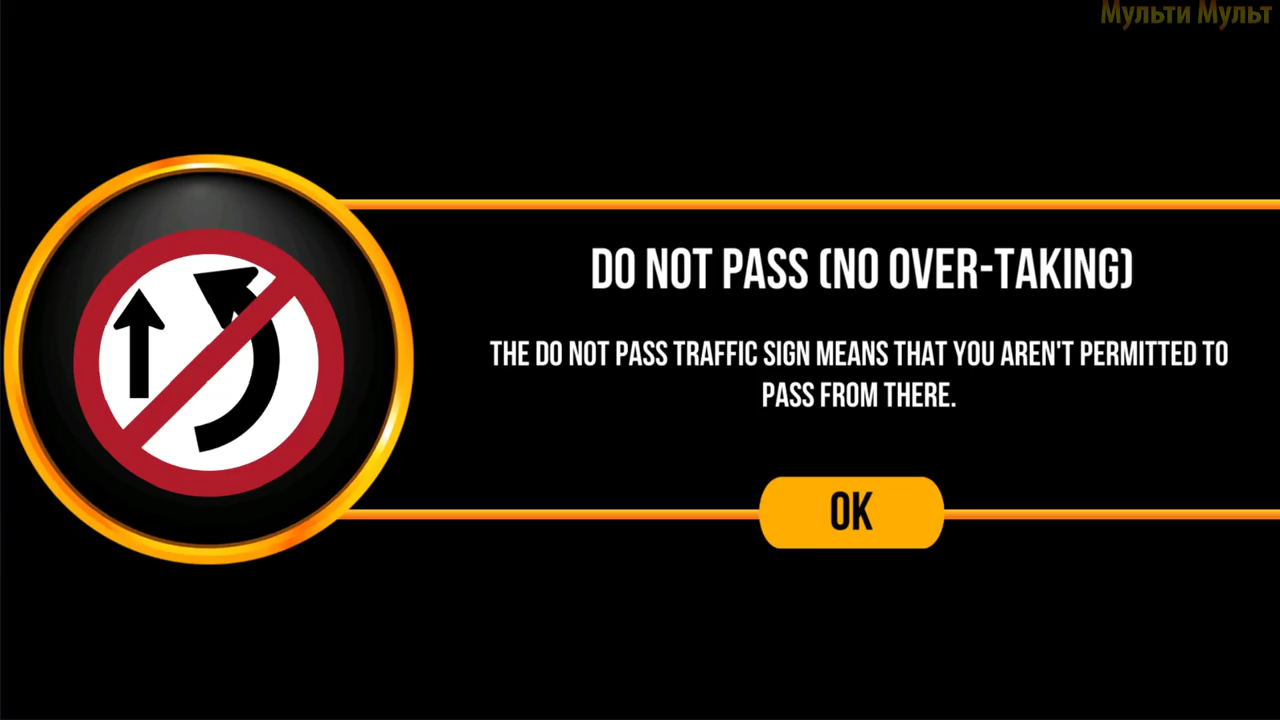 Мульти Мульт
DO NOT PASS (NO OVER-TAKING)
THE DO NOT PASS TRAFFIC SIGN MEANS THAT YOU AREN'T PERMITTED TO
PASS FROM THERE.
OK